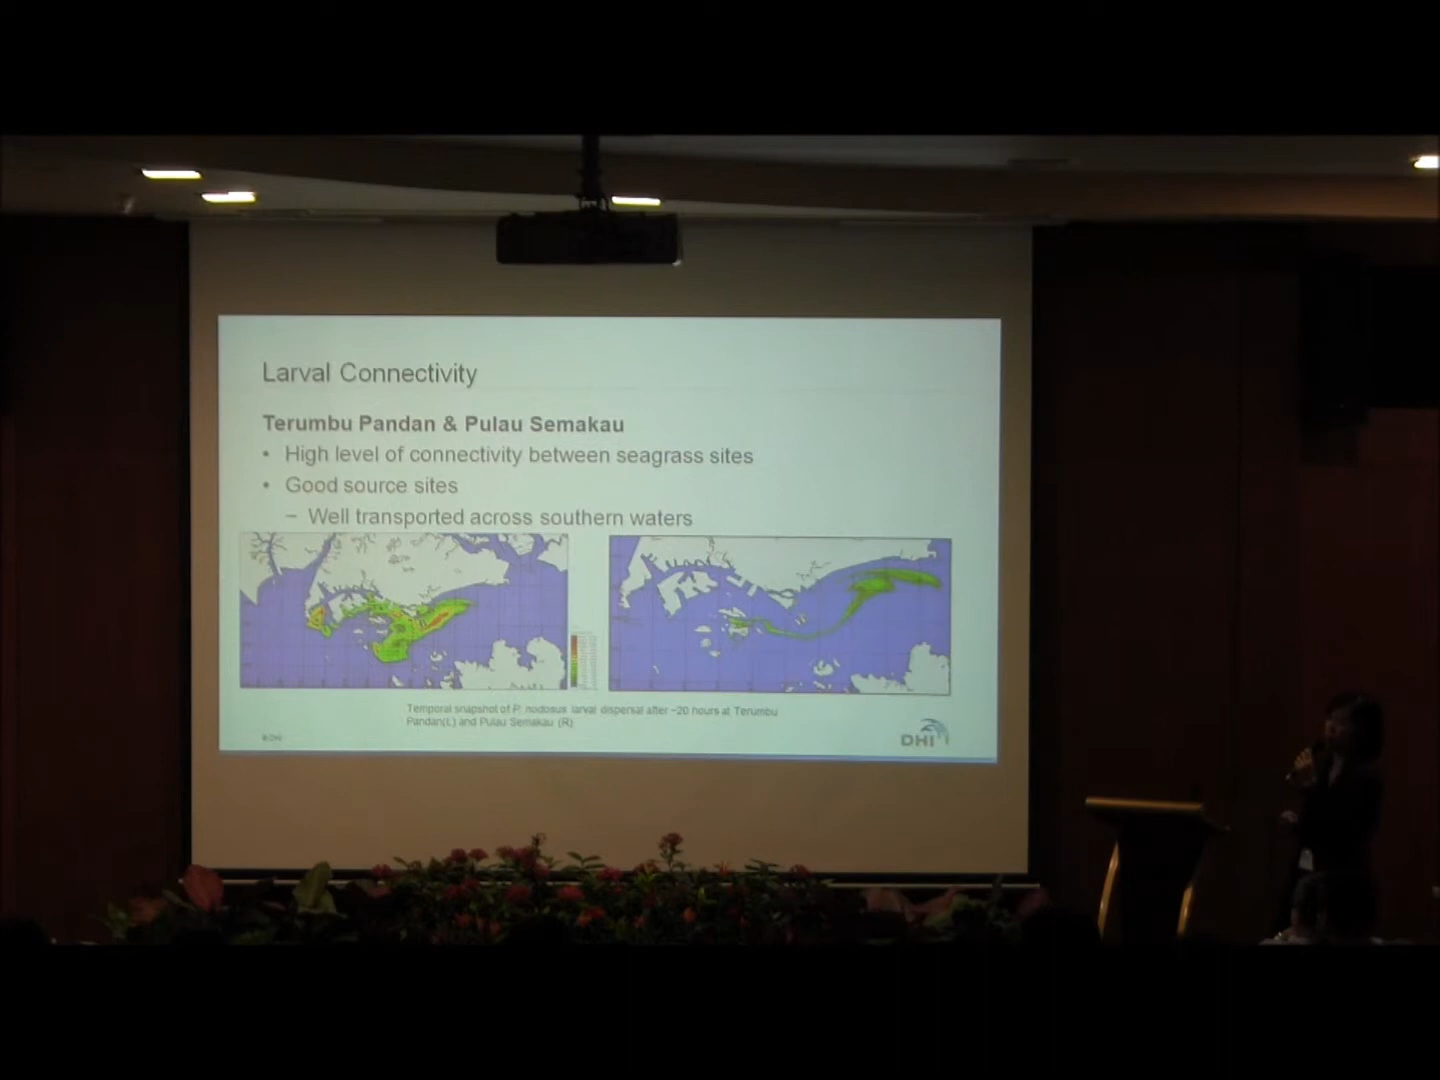 Larval Connectivity
Terumbu Pandan & Pulau Semakau
• High level of connectivity between seagrass sites
• Good source sites
– Well transported across southern waters
Temporal snapshot of P. nodosus larval dispersal after ~20 hours at Terumbu
Pandan(L) and Pulau Semakau (R)
© DHI
DHI